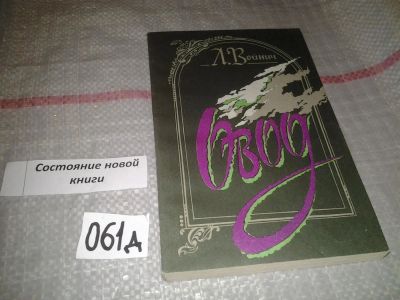 Л. Войнич
Овод
Состояние новой
книги
061д